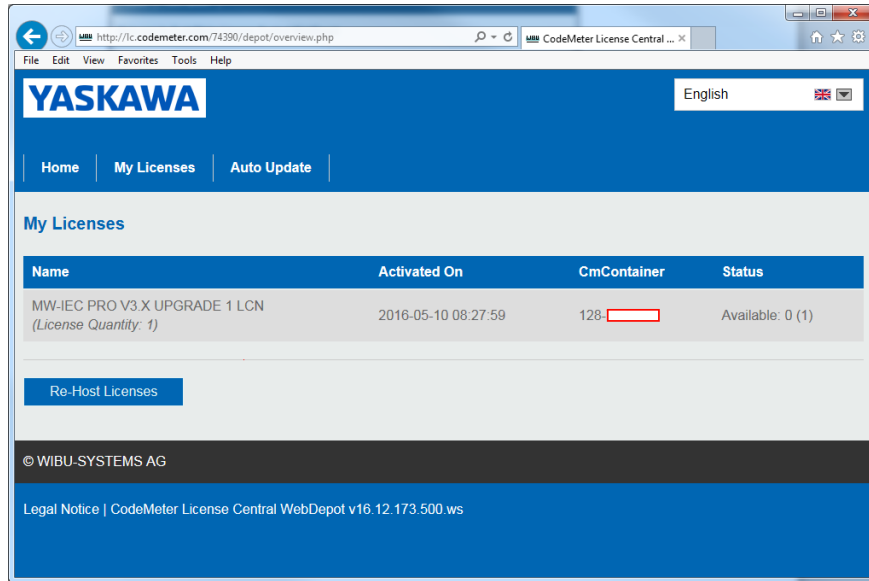 http://lc.codemeter.com/74390/depot/overview.php
CodeMeter License Central ...
File Edit View Favorites Tools Help
YASKAWA
English
Home My Licenses Auto Update
My Licenses
Name Activated On CmContainer Status
MW-IEC PRO V3.X UPGRADE 1 LCN
(License Quantity: 1)
2016-05-10 08:27:59 128- Available: 0 (1)
Re-Host Licenses
© WIBU-SYSTEMS AG
Legal Notice | CodeMeter License Central WebDepot v16.12.173.500.ws